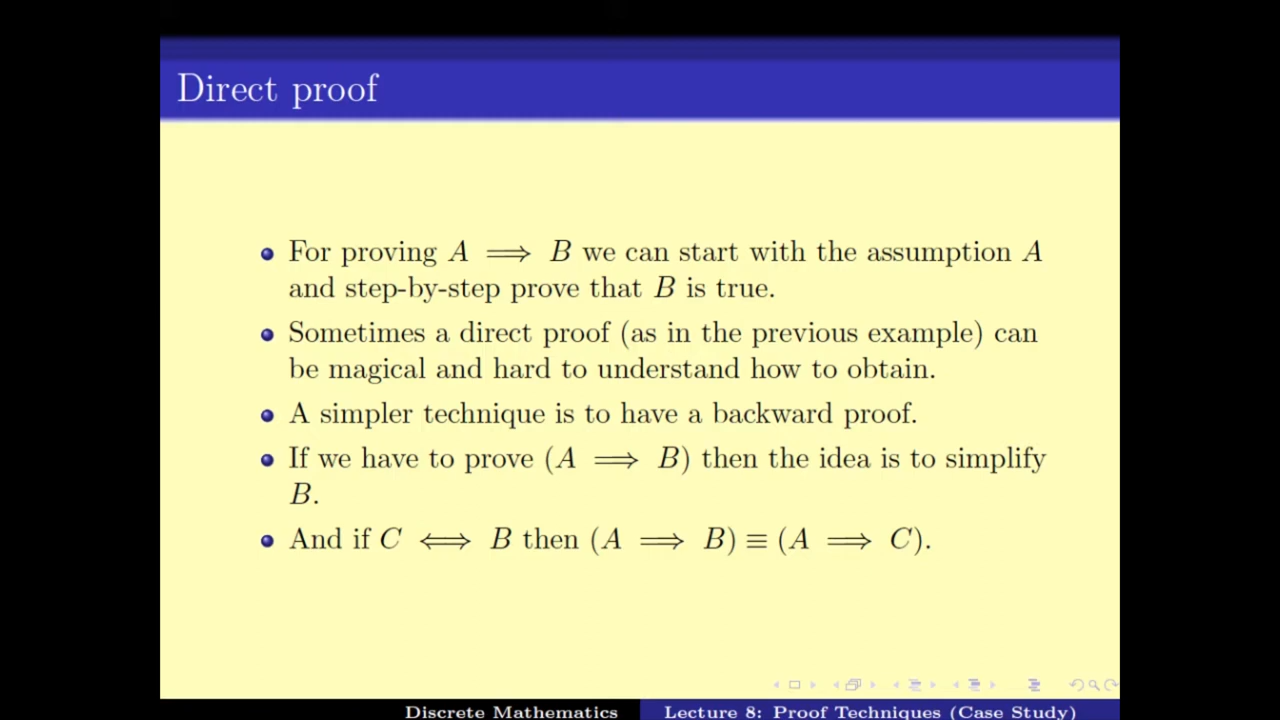 Direct proof
For proving A ⟹ B we can start with the assumption A
and step-by-step prove that B is true.
Sometimes a direct proof (as in the previous example) can
be magical and hard to understand how to obtain.
A simpler technique is to have a backward proof.
If we have to prove (A ⟹ B) then the idea is to simplify
B.
And if C ⟺ B then (A ⟹ B) ≡ (A ⟹ C).
Discrete Mathematics Lecture 8: Proof Techniques (Case Study)